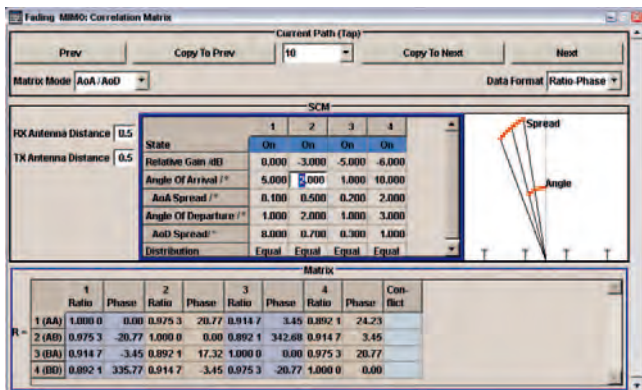 Fading MIMO: Correlation Matrix
Current Path (Tap)
Prev Copy To Prev 10 Copy To Next Next
Matrix Mode AoA / AoD Data Format Ratio-Phase
SCM
RX Antenna Distance 0.5
TX Antenna Distance 0.5
1 2 3 4
State On On On On
Relative Gain /dB 0.000 -3.000 -5.000 -6.000
Angle Of Arrival /° 5.000 2.000 1.000 10.000
AoA Spread /° 0.100 0.500 0.200 2.000
Angle Of Departure /° 1.000 2.000 1.000 3.000
AoD Spread/° 8.000 0.700 0.300 1.000
Distribution Equal Equal Equal Equal
Spread
Angle
Matrix
1 2 3 4 Con-
Ratio Phase Ratio Phase Ratio Phase Ratio Phase flict
1 (AA) 1.000 0 0.00 0.975 3 20.77 0.914 7 3.45 0.892 1 24.23
R = 2 (AB) 0.975 3 -20.77 1.000 0 0.00 0.892 1 342.68 0.914 7 3.45
3 (BA) 0.914 7 -3.45 0.892 1 17.32 1.000 0 0.00 0.975 3 20.77
4 (BB) 0.892 1 335.77 0.914 7 -3.45 0.975 3 -20.77 1.000 0 0.00